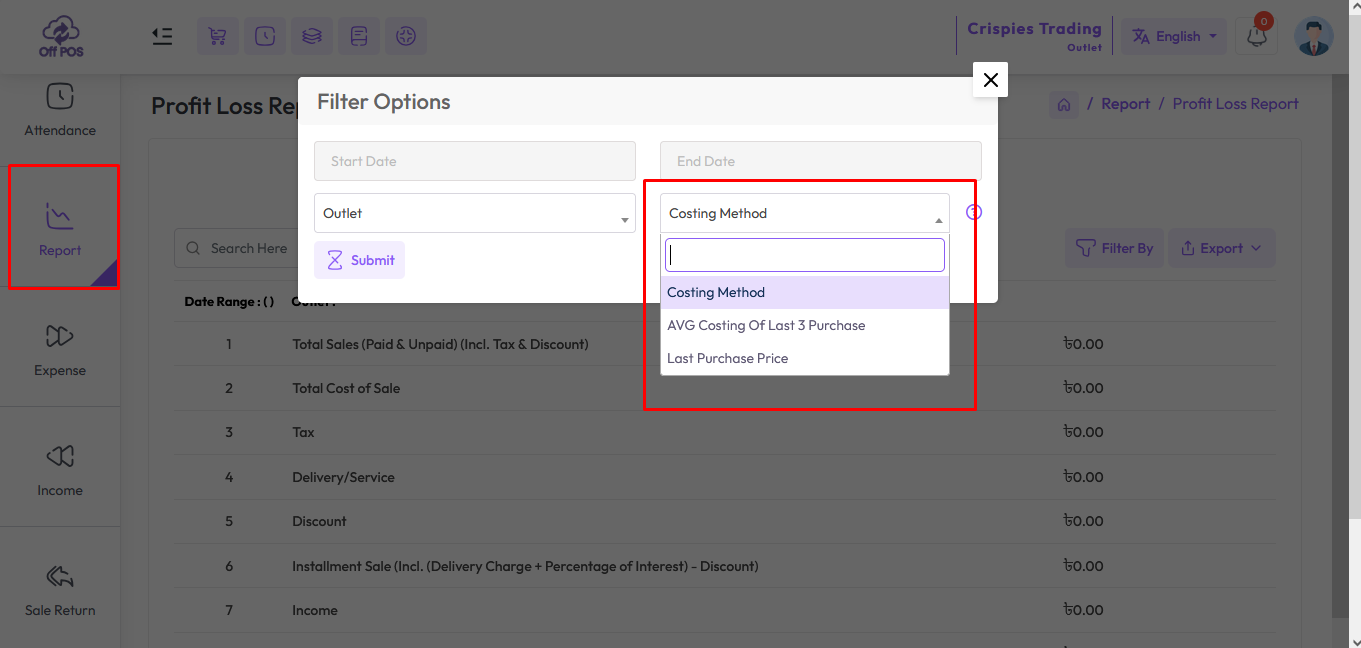 Off POS
Crispies Trading
Outlet
English
0
Attendance
Report
Expense
Income
Sale Return
Profit Loss Rep
/ Report / Profit Loss Report
Filter Options
Start Date
End Date
Outlet
Costing Method
?
Submit
Costing Method
AVG Costing Of Last 3 Purchase
Last Purchase Price
Search Here
Filter By
Export
Date Range : ( ) Outlet :
1 Total Sales (Paid & Unpaid) (Incl. Tax & Discount) ৳0.00
2 Total Cost of Sale ৳0.00
3 Tax ৳0.00
4 Delivery/Service ৳0.00
5 Discount ৳0.00
6 Installment Sale (Incl. (Delivery Charge + Percentage of Interest) - Discount) ৳0.00
7 Income ৳0.00